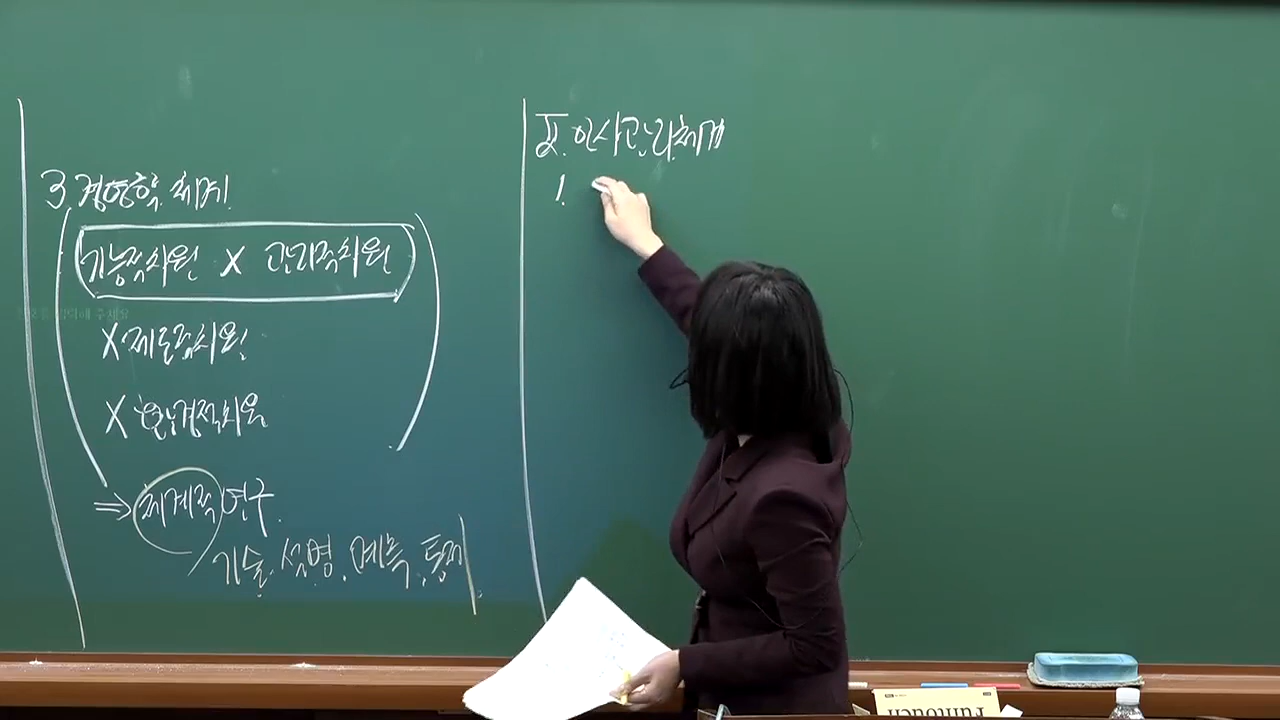 3. 경영학 체계!
기능적차원 X 관리적차원
X 제도적차원
X 환경적차원
⇒ 체계적 연구.
기술. 설명. 예측. 통제.
Ⅱ. 인사관리체계
1.
Funtouch